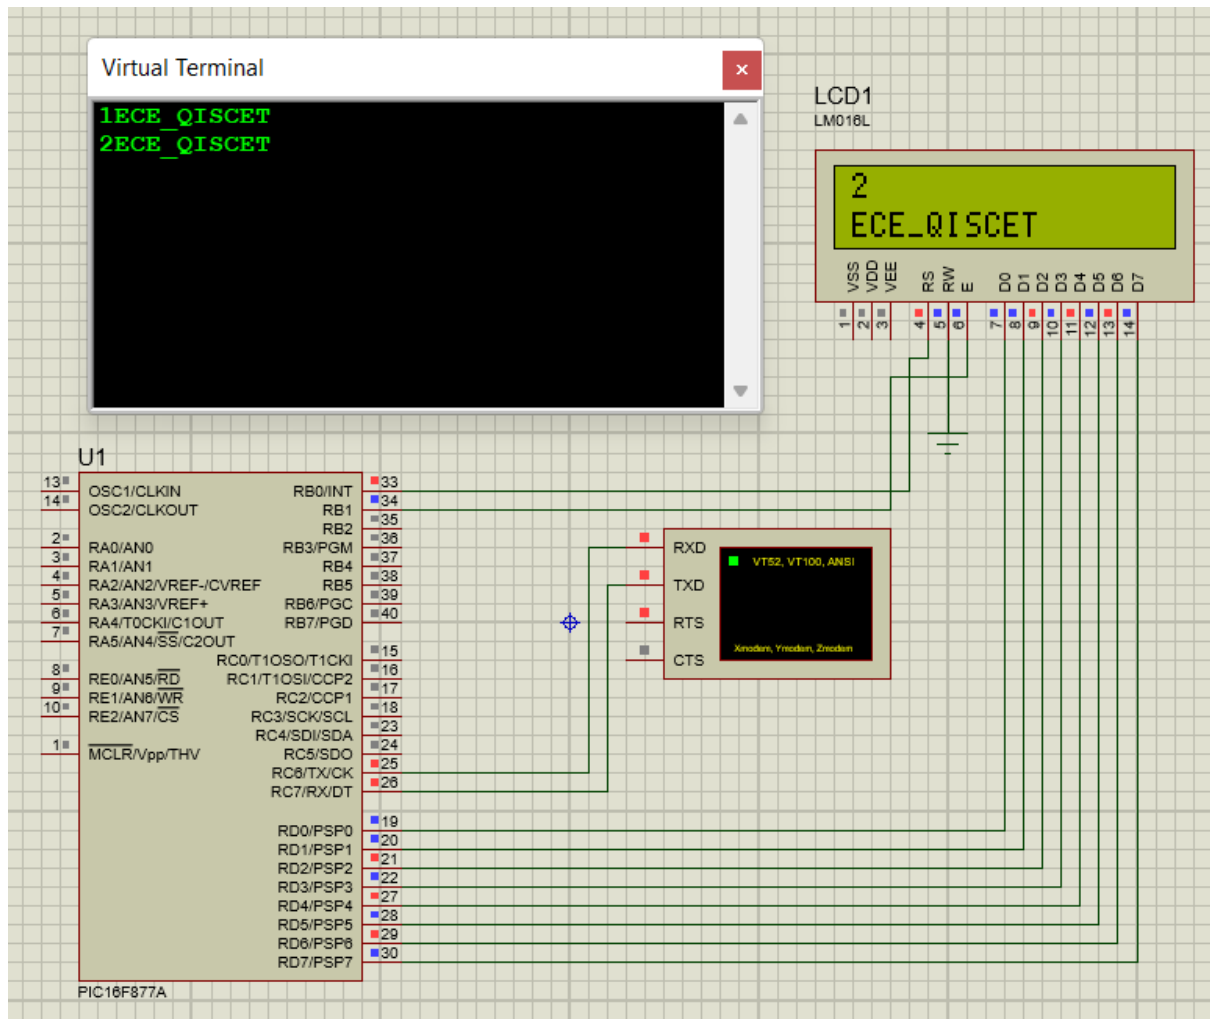 Virtual Terminal
1ECE_QISCET
2ECE_QISCET
LCD1
LM016L
2
ECE_QISCET
VSS VDD VEE RS RW E D0 D1 D2 D3 D4 D5 D6 D7
1 2 3 4 5 6 7 8 9 10 11 12 13 14
U1
13 OSC1/CLKIN
14 OSC2/CLKOUT
2 RA0/AN0
3 RA1/AN1
4 RA2/AN2/VREF-/CVREF
5 RA3/AN3/VREF+
6 RA4/T0CKI/C1OUT
7 RA5/AN4/SS/C2OUT
8 RE0/AN5/RD
9 RE1/AN6/WR
10 RE2/AN7/CS
1 MCLR/Vpp/THV
RB0/INT 33
RB1 34
RB2 35
RB3/PGM 36
RB4 37
RB5 38
RB6/PGC 39
RB7/PGD 40
RC0/T1OSO/T1CKI 15
RC1/T1OSI/CCP2 16
RC2/CCP1 17
RC3/SCK/SCL 18
RC4/SDI/SDA 23
RC5/SDO 24
RC6/TX/CK 25
RC7/RX/DT 26
RD0/PSP0 19
RD1/PSP1 20
RD2/PSP2 21
RD3/PSP3 22
RD4/PSP4 27
RD5/PSP5 28
RD6/PSP6 29
RD7/PSP7 30
PIC16F877A
RXD
TXD
RTS
CTS
VT52, VT100, ANSI
Xmodem, Ymodem, Zmodem